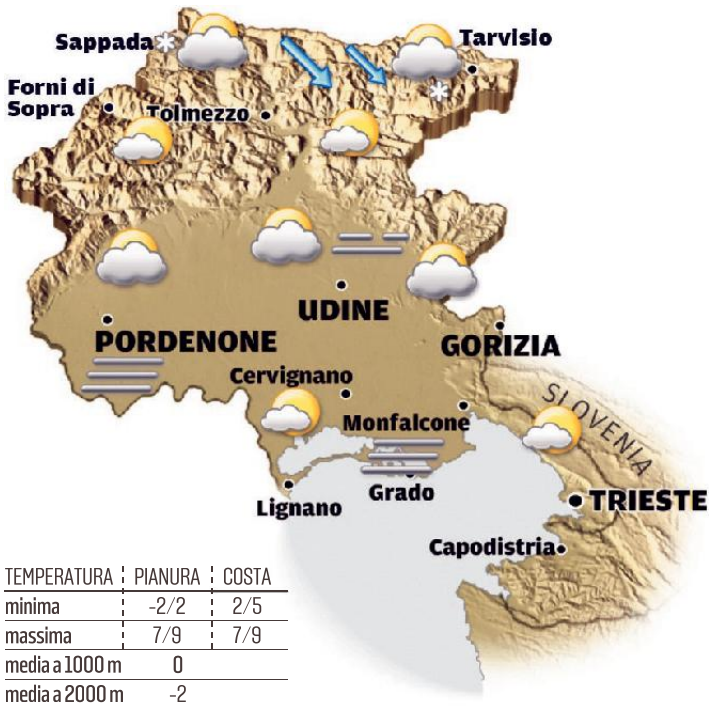 Sappada
Tarvisio
Forni di
Sopra
Tolmezzo
UDINE
PORDENONE
GORIZIA
Cervignano
SLOVENIA
Monfalcone
Grado
Lignano
TRIESTE
Capodistria
TEMPERATURA PIANURA COSTA
minima -2/2 2/5
massima 7/9 7/9
media a 1000 m 0
media a 2000 m -2